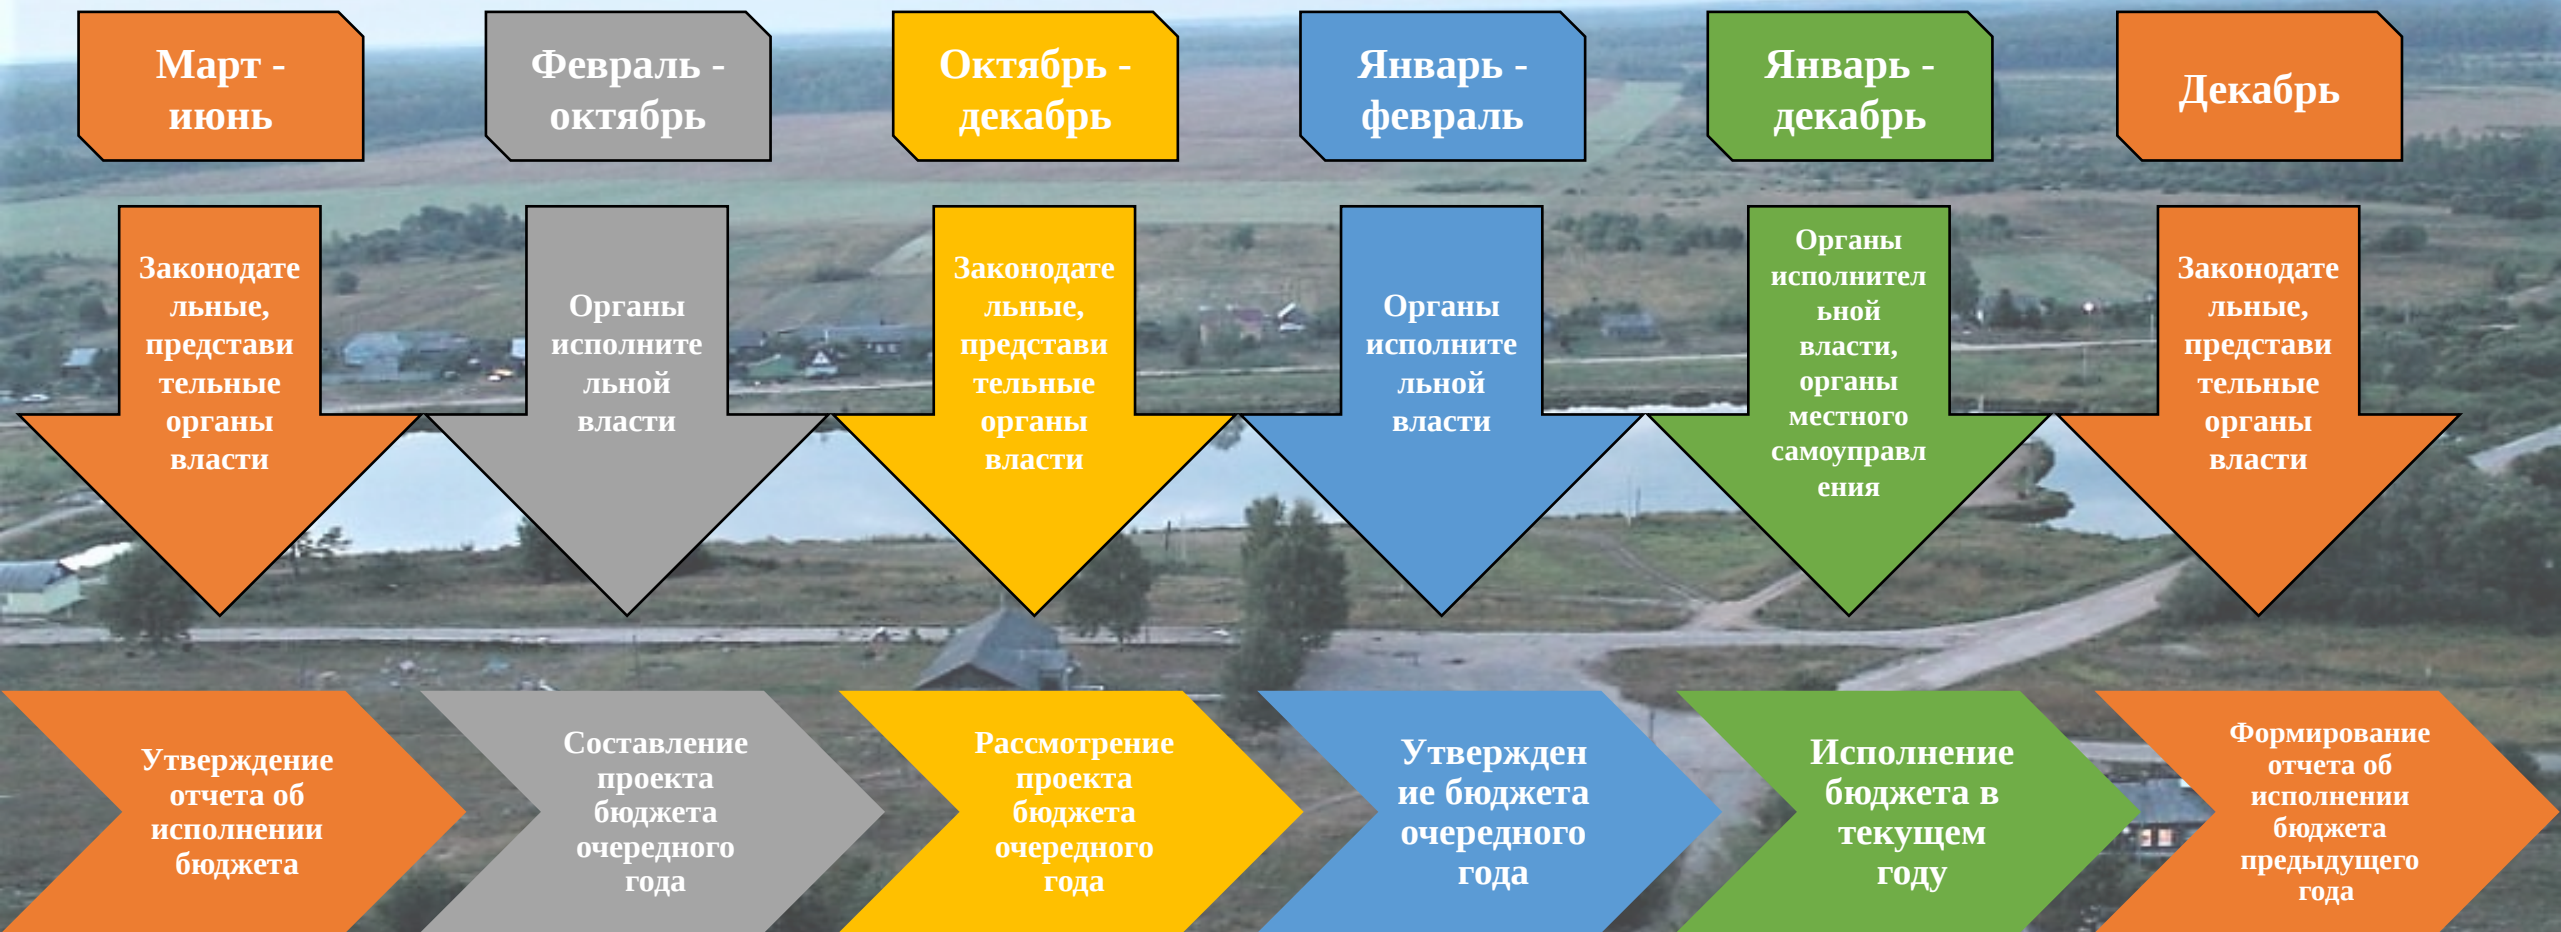 Март -
июнь
Февраль -
октябрь
Октябрь -
декабрь
Январь -
февраль
Январь -
декабрь
Декабрь
Законодате
льные,
представи
тельные
органы
власти
Органы
исполните
льной
власти
Законодате
льные,
представи
тельные
органы
власти
Органы
исполните
льной
власти
Органы
исполнител
ьной
власти,
органы
местного
самоуправл
ения
Законодате
льные,
представи
тельные
органы
власти
Утверждение
отчета об
исполнении
бюджета
Составление
проекта
бюджета
очередного
года
Рассмотрение
проекта
бюджета
очередного
года
Утвержден
ие бюджета
очередного
года
Исполнение
бюджета в
текущем
году
Формирование
отчета об
исполнении
бюджета
предыдущего
года